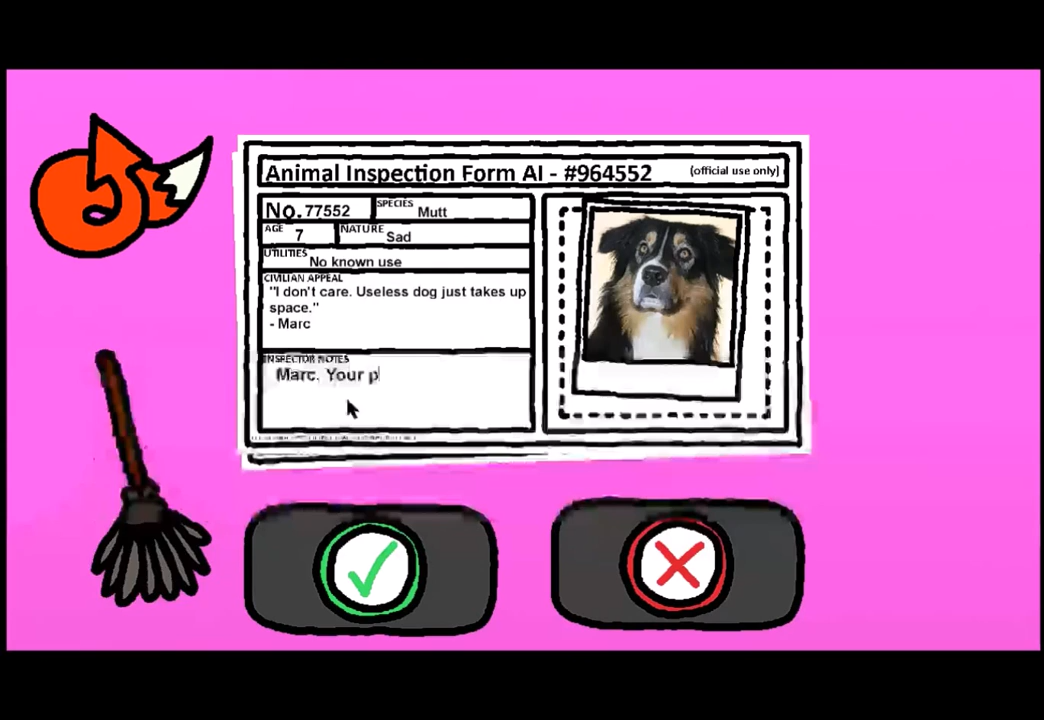 Animal Inspection Form AI - #964552 (official use only)
No. 77552 SPECIES Mutt
AGE 7 NATURE Sad
UTILITIES No known use
CIVILIAN APPEAL
"I don't care. Useless dog just takes up
space."
- Marc
INSPECTOR NOTES
Marc. Your p